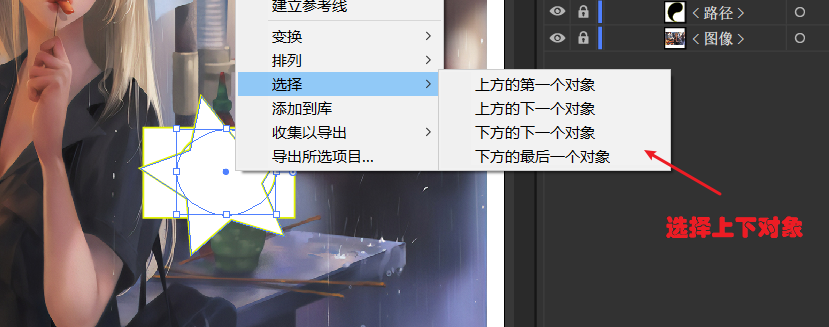 建立参考线
变换
排列
选择
添加到库
收集以导出
导出所选项目...
上方的第一个对象
上方的下一个对象
下方的下一个对象
下方的最后一个对象
<路径>
<图像>
选择上下对象